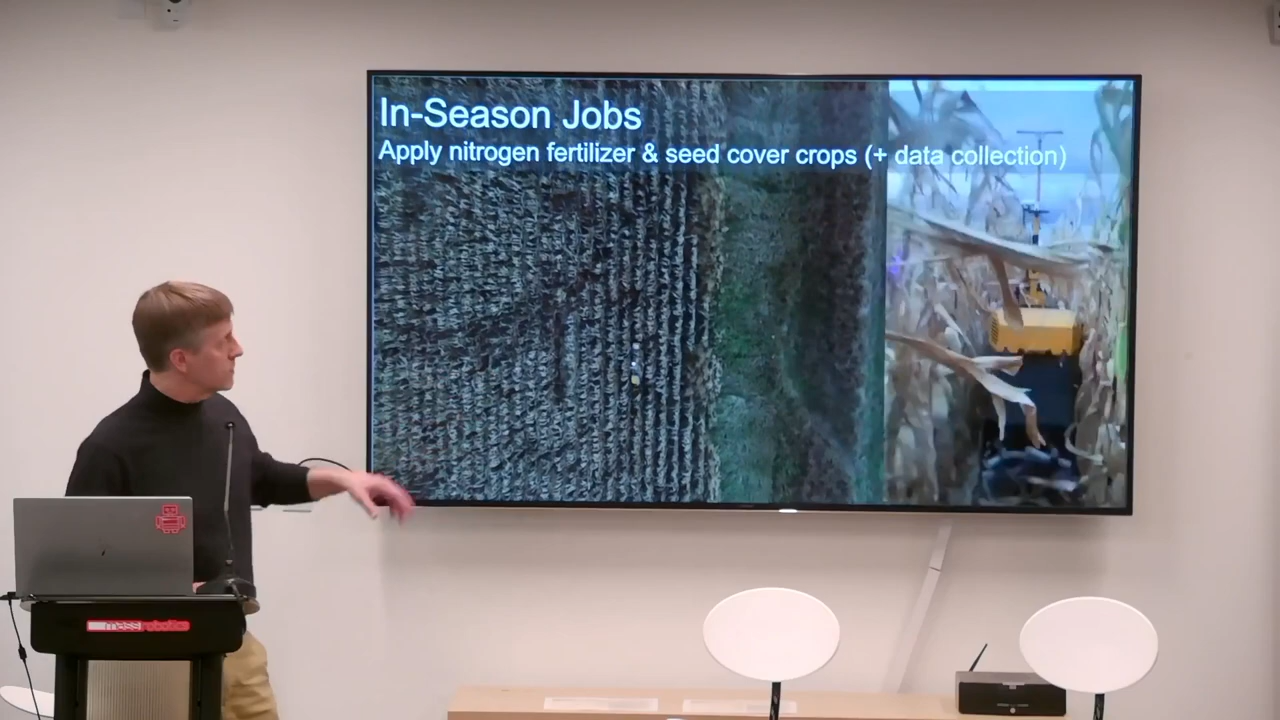 In-Season Jobs
Apply nitrogen fertilizer & seed cover crops (+ data collection)
massrobotics